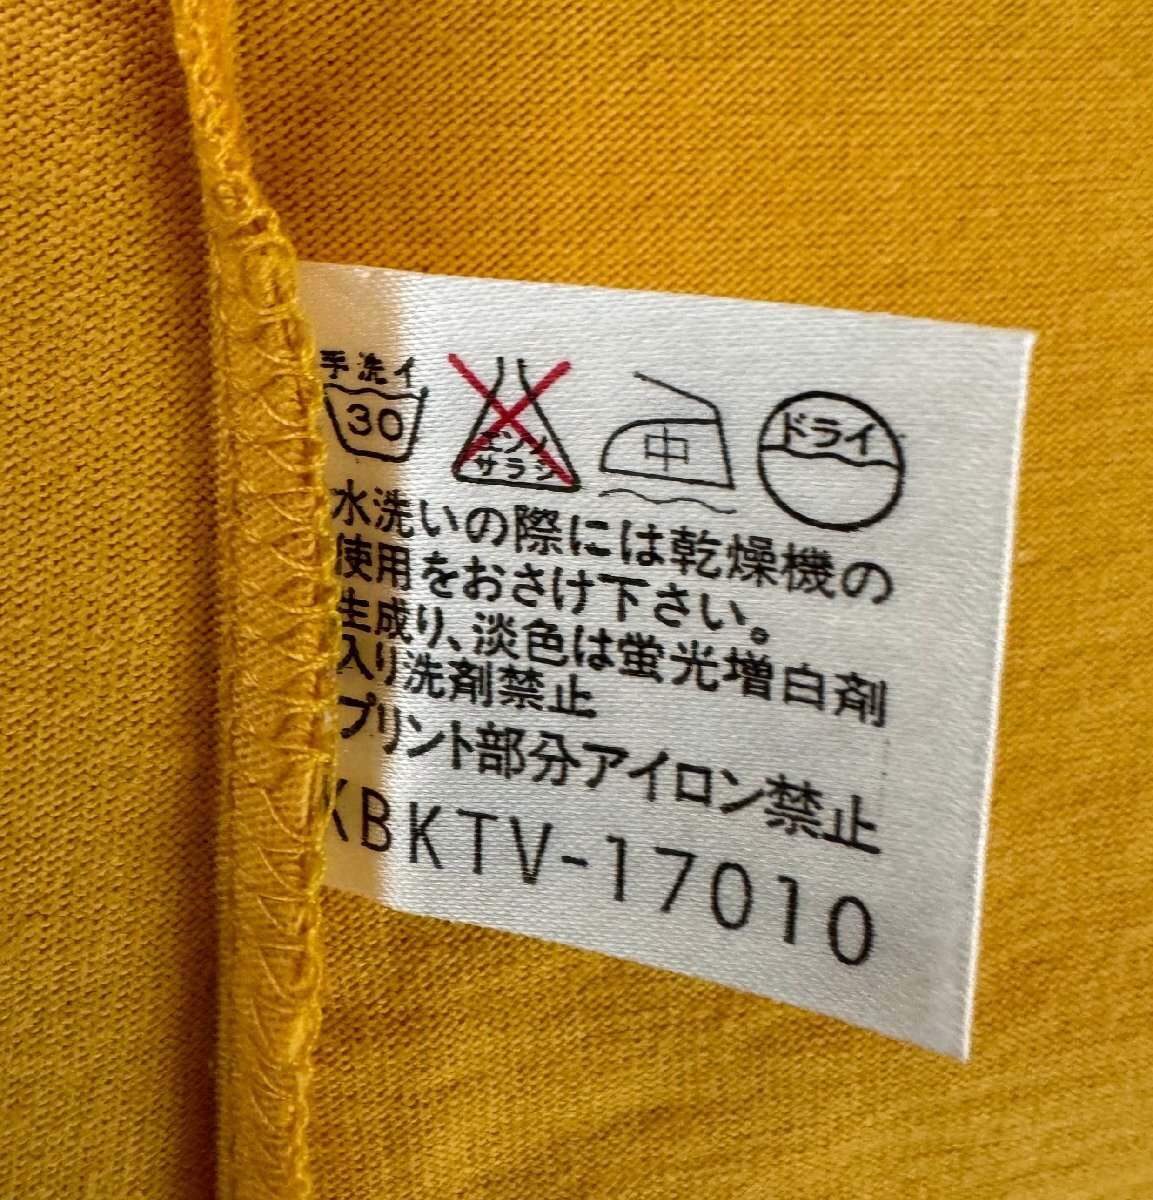 手洗イ
30
エンソ
サラシ
中
ドライ
水洗いの際には乾燥機の
使用をおさけ下さい。
生成り、淡色は蛍光増白剤
入り洗剤禁止
プリント部分アイロン禁止
KBKTV-17010